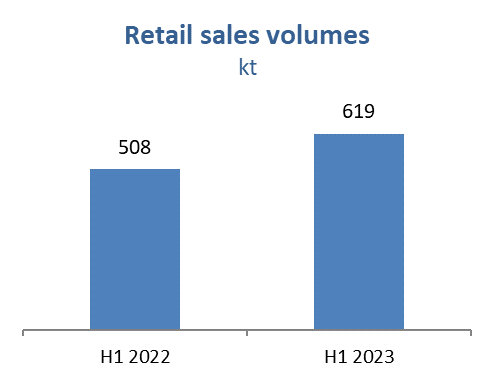 Retail sales volumes
kt
508
619
H1 2022
H1 2023